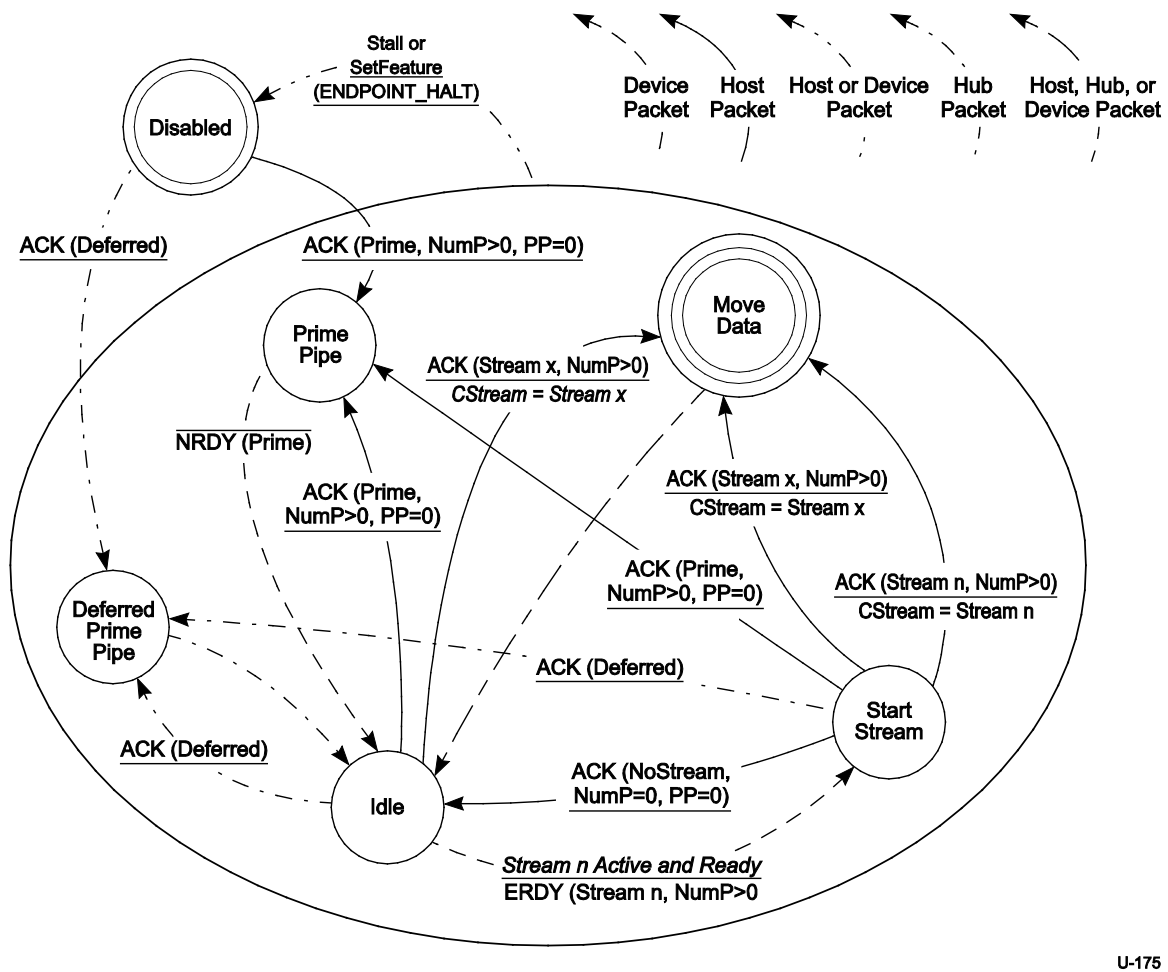 Stall or
SetFeature
(ENDPOINT_HALT)
Device
Packet
Host
Packet
Host or Device
Packet
Hub
Packet
Host, Hub, or
Device Packet
Disabled
ACK (Deferred)
ACK (Prime, NumP>0, PP=0)
Prime
Pipe
Move
Data
ACK (Stream x, NumP>0)
CStream = Stream x
NRDY (Prime)
ACK (Prime,
NumP>0, PP=0)
ACK (Stream x, NumP>0)
CStream = Stream x
ACK (Prime,
NumP>0, PP=0)
ACK (Stream n, NumP>0)
CStream = Stream n
Deferred
Prime
Pipe
ACK (Deferred)
Start
Stream
ACK (Deferred)
Idle
ACK (NoStream,
NumP=0, PP=0)
Stream n Active and Ready
ERDY (Stream n, NumP>0
U-175